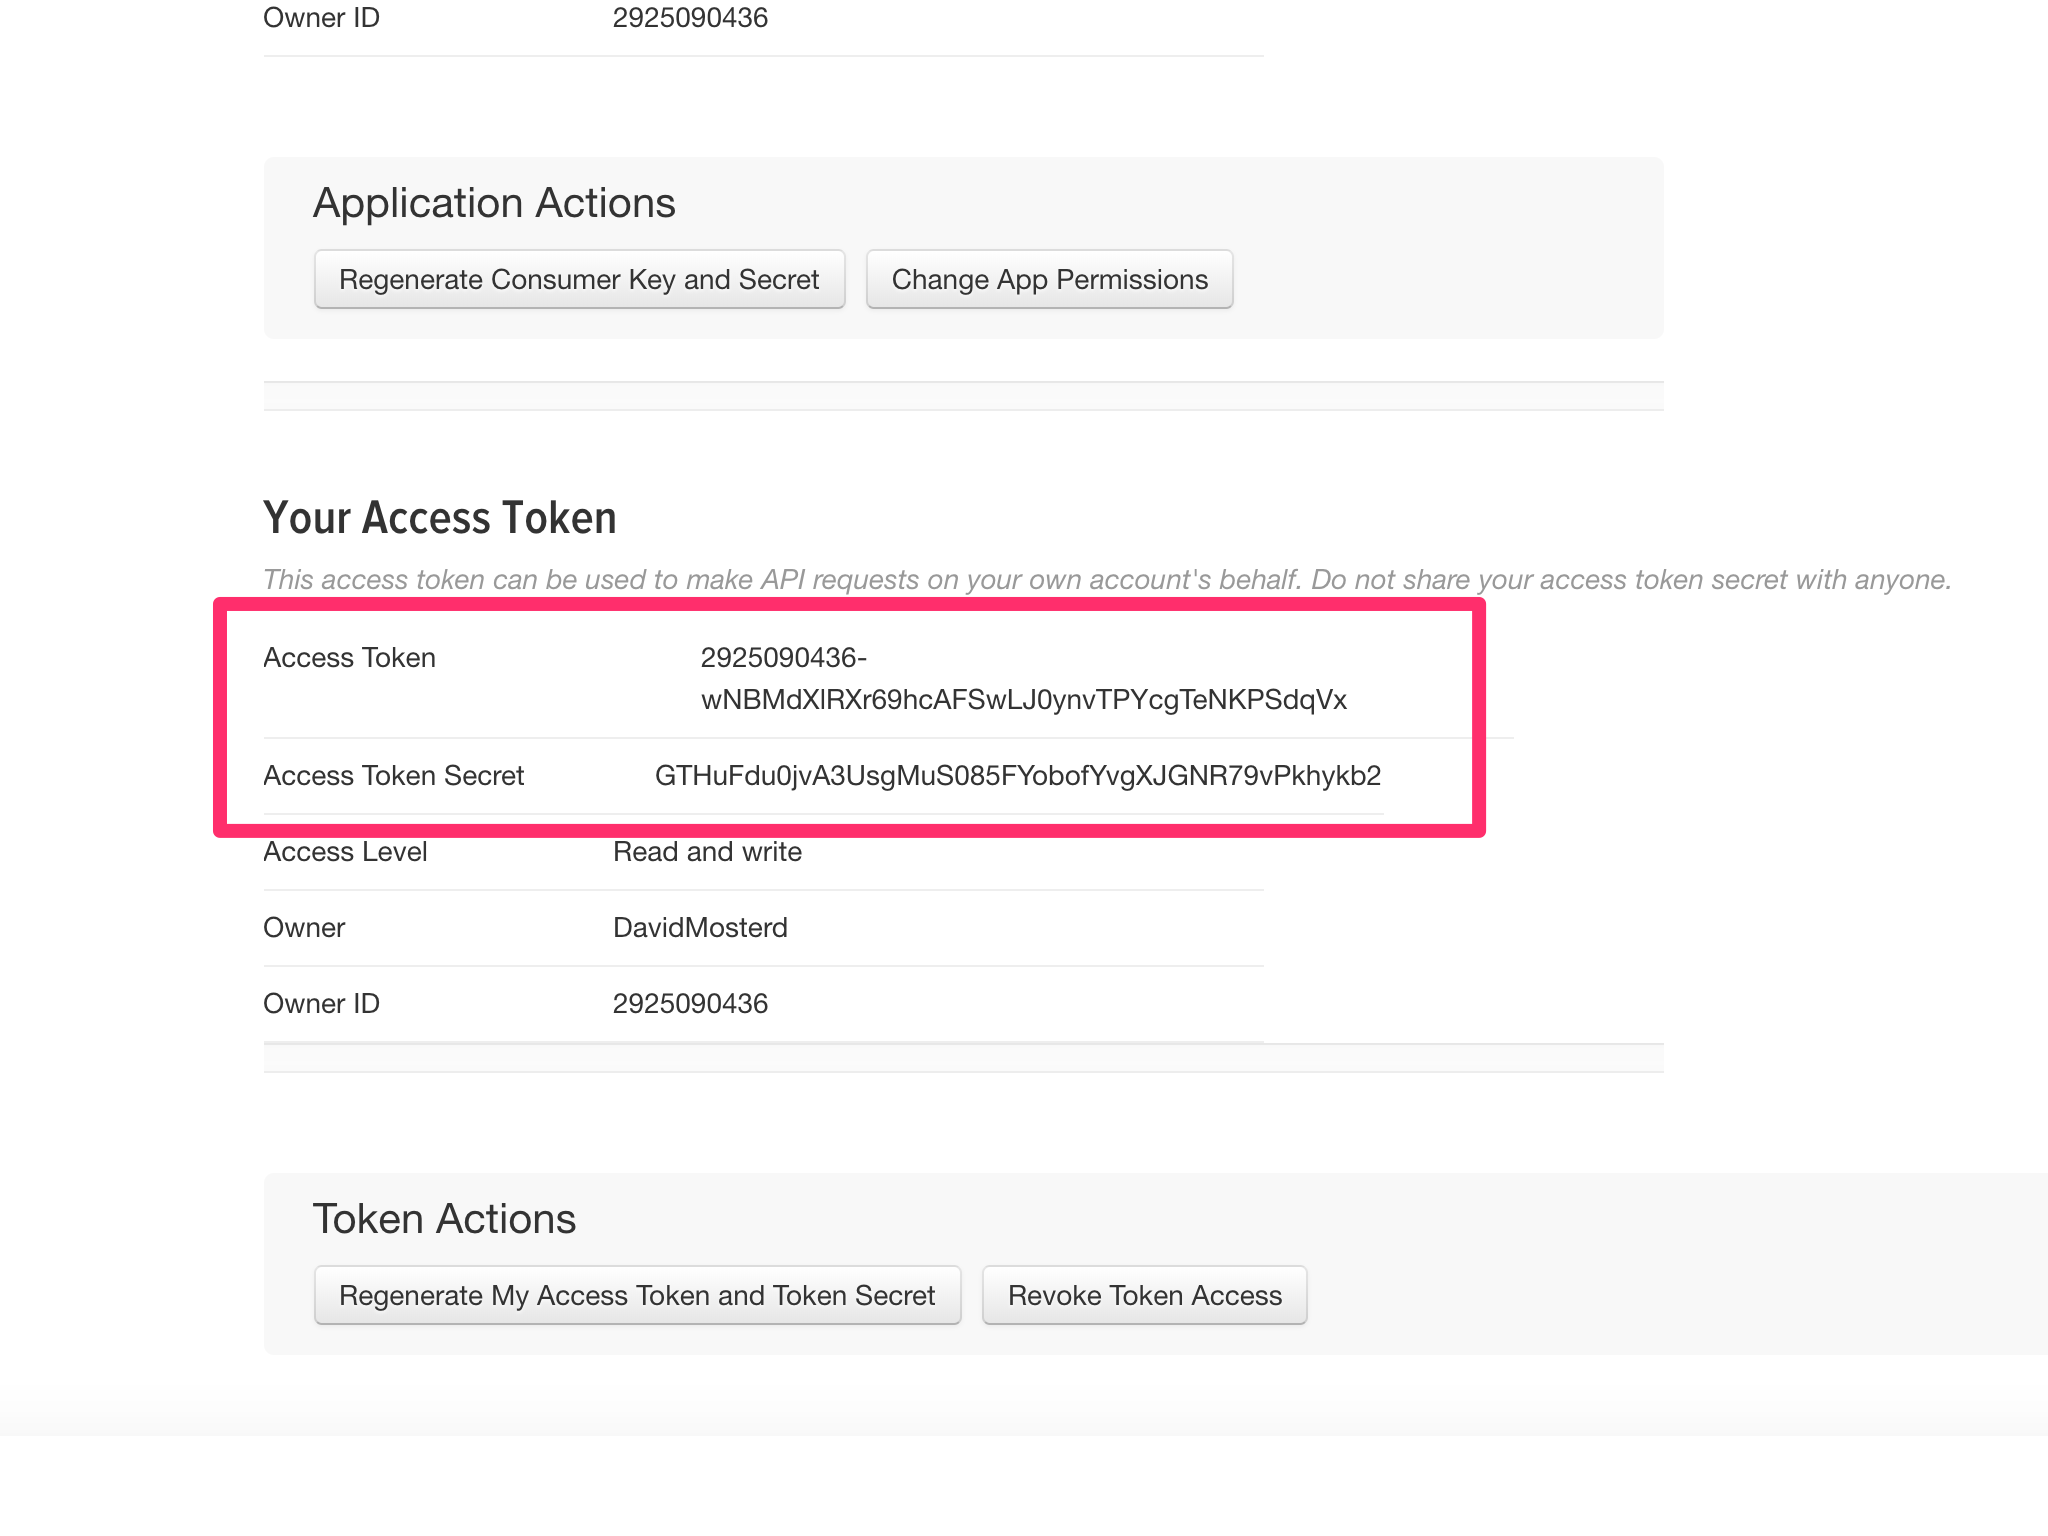 Owner ID 2925090436
Application Actions
Regenerate Consumer Key and Secret Change App Permissions
Your Access Token
This access token can be used to make API requests on your own account's behalf. Do not share your access token secret with anyone.
Access Token 2925090436-
wNBMdXlRXr69hcAFSwLJ0ynvTPYcgTeNKPSdqVx
Access Token Secret GTHuFdu0jvA3UsgMuS085FYobofYvgXJGNR79vPkhykb2
Access Level Read and write
Owner DavidMosterd
Owner ID 2925090436
Token Actions
Regenerate My Access Token and Token Secret Revoke Token Access